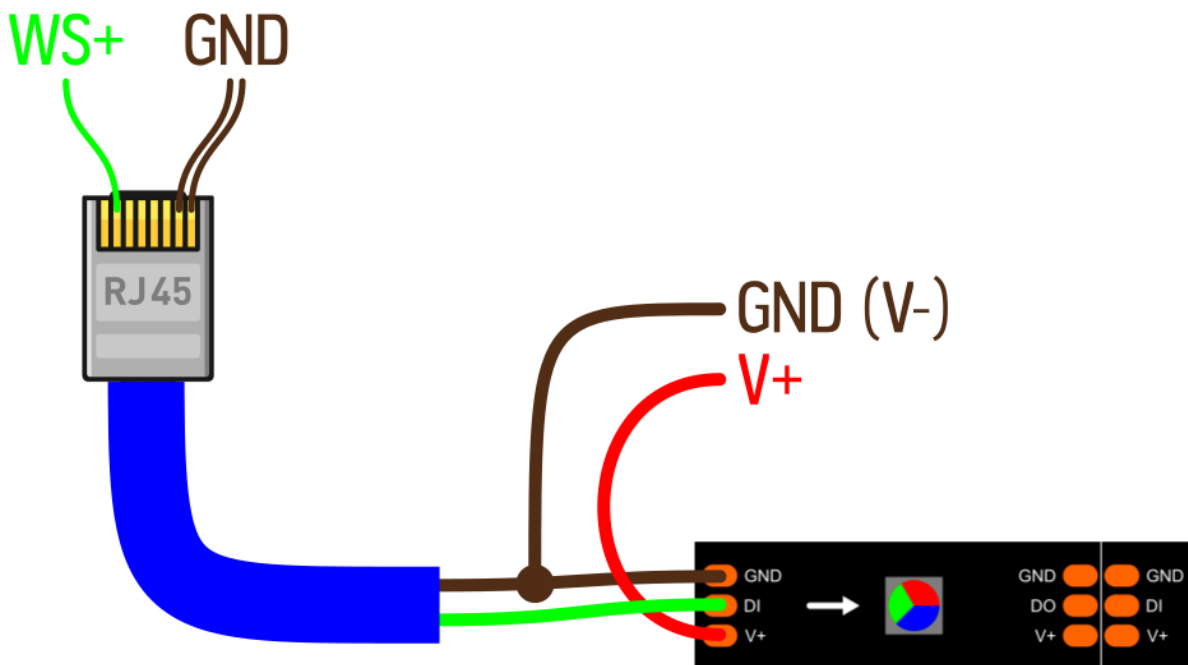 WS+ GND
RJ45
GND (V-)
V+
GND GND GND
DI DO DI
V+ V+ V+